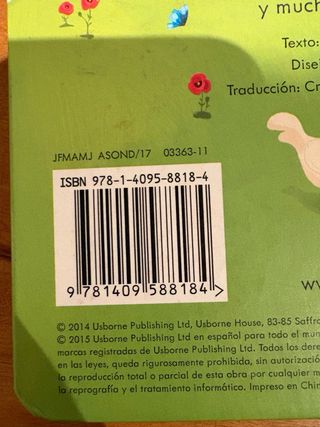 y much
Texto:
Dise
Traducción: Cr
JFMAMJ ASOND/17 03363-11
ISBN 978-1-4095-8818-4
9 781409 588184 >
WV
© 2014 Usborne Publishing Ltd, Usborne House, 83-85 Saffro
© 2015 Usborne Publishing Ltd en español para todo el mun
marcas registradas de Usborne Publishing Ltd. Todos los dere
en las leyes, queda rigurosamente prohibida, sin autorización
la reproducción total o parcial de esta obra por cualquier m
la reprografía y el tratamiento informático. Impreso en Chin